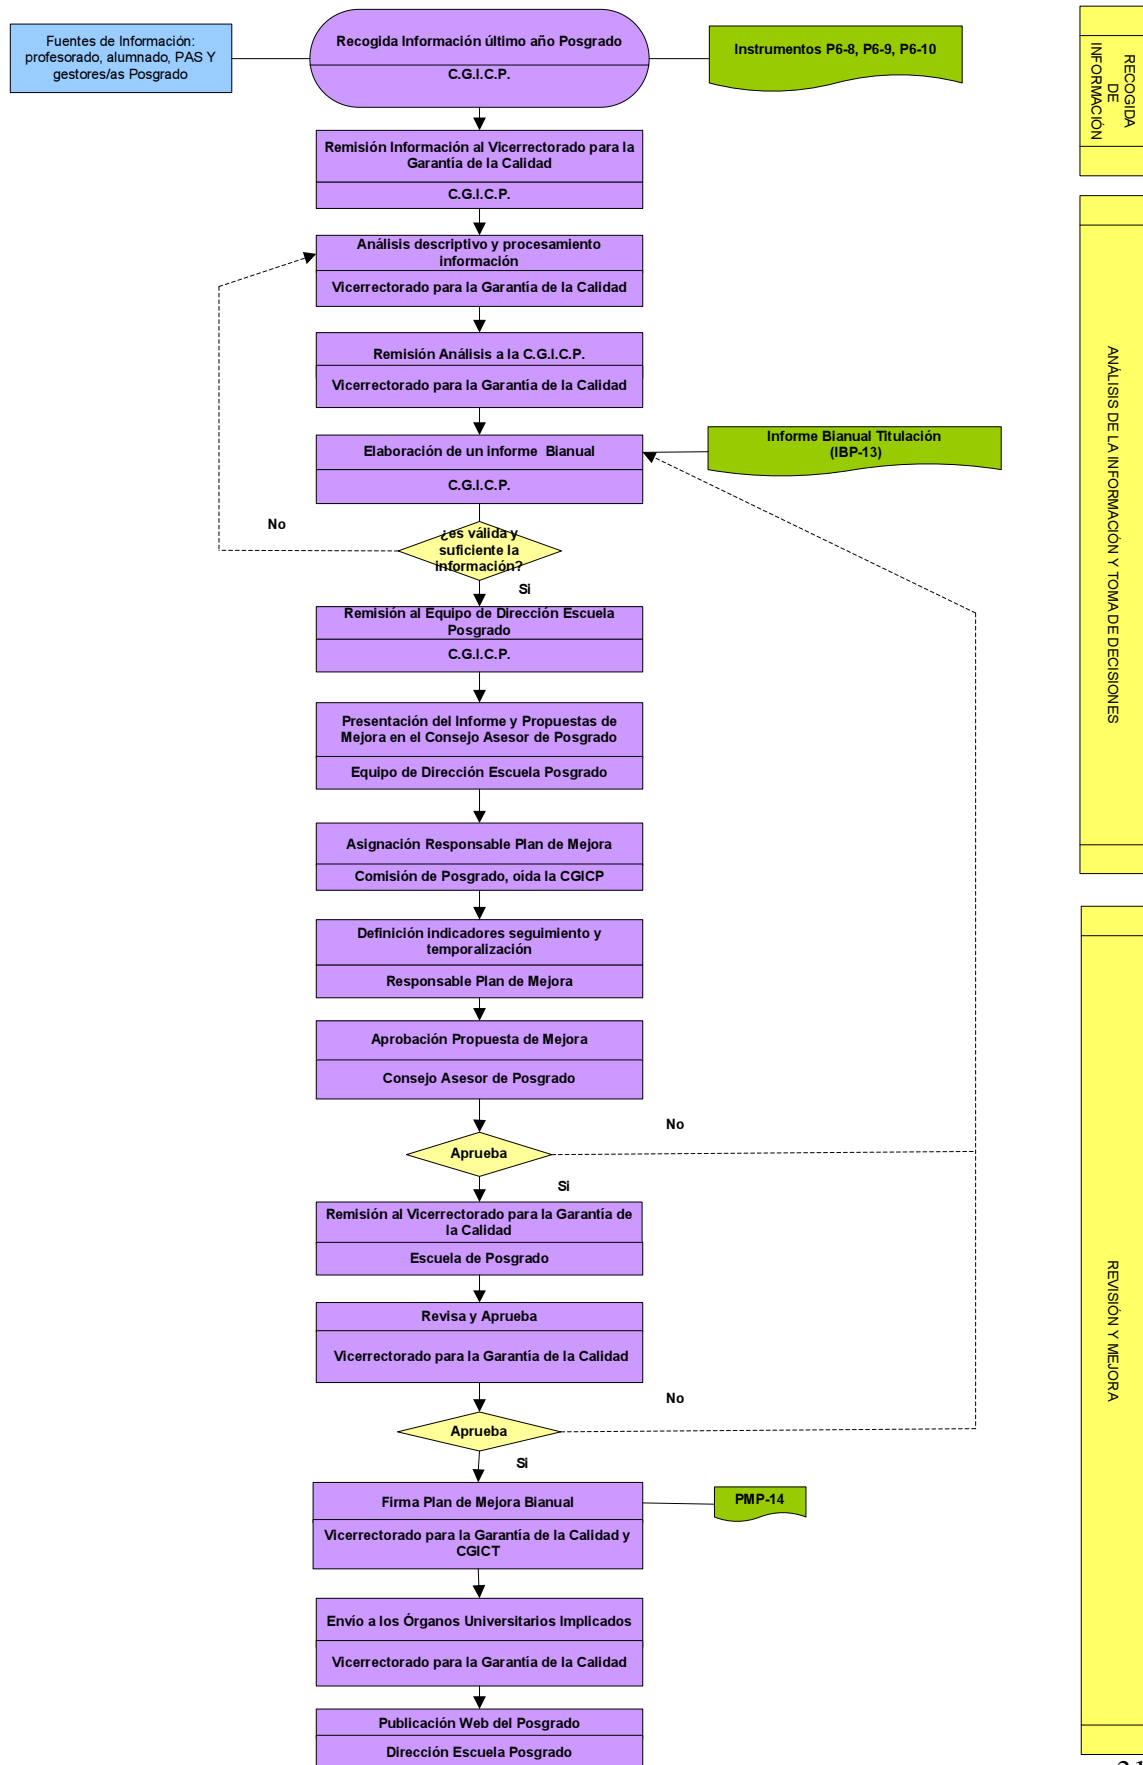 Fuentes de Información:
profesorado, alumnado, PAS Y
gestores/as Posgrado
Recogida Información último año Posgrado
C.G.I.C.P.
Instrumentos P6-8, P6-9, P6-10
RECOGIDA
DE
INFORMACIÓN
Remisión Información al Vicerrectorado para la
Garantía de la Calidad
C.G.I.C.P.
Análisis descriptivo y procesamiento
información
Vicerrectorado para la Garantía de la Calidad
Remisión Análisis a la C.G.I.C.P.
Vicerrectorado para la Garantía de la Calidad
Elaboración de un informe Bianual
C.G.I.C.P.
Informe Bianual Titulación
(IBP-13)
ANÁLISIS DE LA INFORMACIÓN Y TOMA DE DECISIONES
No
¿es válida y
suficiente la
información?
Si
Remisión al Equipo de Dirección Escuela
Posgrado
C.G.I.C.P.
Presentación del Informe y Propuestas de
Mejora en el Consejo Asesor de Posgrado
Equipo de Dirección Escuela Posgrado
Asignación Responsable Plan de Mejora
Comisión de Posgrado, oída la CGICP
Definición indicadores seguimiento y
temporalización
Responsable Plan de Mejora
Aprobación Propuesta de Mejora
Consejo Asesor de Posgrado
No
Aprueba
Si
Remisión al Vicerrectorado para la Garantía de
la Calidad
Escuela de Posgrado
REVISIÓN Y MEJORA
Revisa y Aprueba
Vicerrectorado para la Garantía de la Calidad
No
Aprueba
Si
Firma Plan de Mejora Bianual
Vicerrectorado para la Garantía de la Calidad y
CGICT
PMP-14
Envío a los Órganos Universitarios Implicados
Vicerrectorado para la Garantía de la Calidad
Publicación Web del Posgrado
Dirección Escuela Posgrado